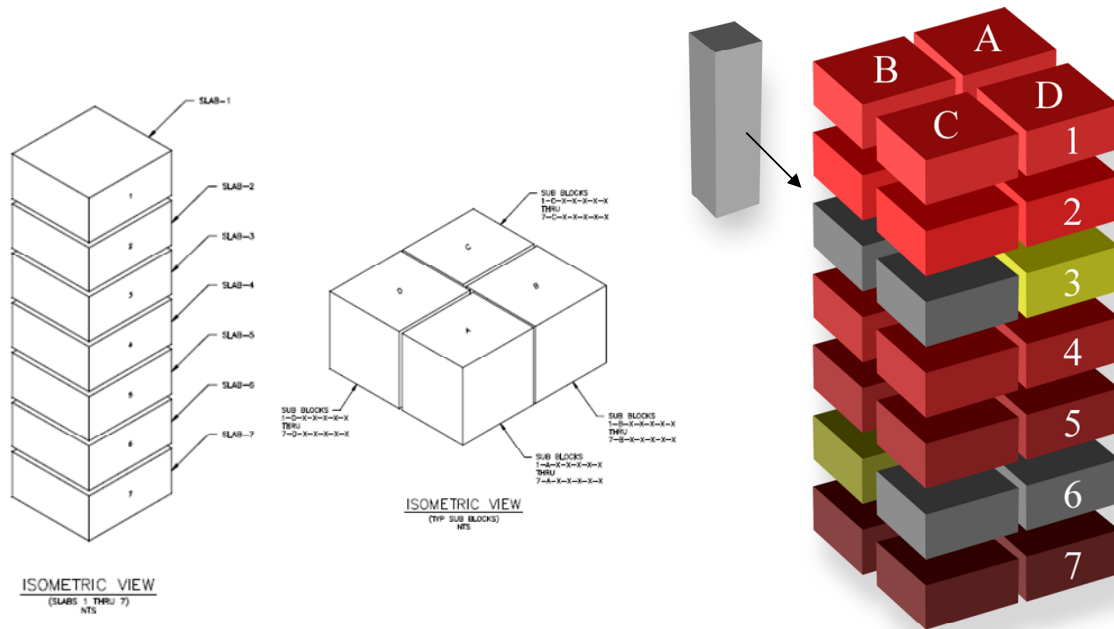 SLAB-1
SLAB-2
SLAB-3
SLAB-4
SLAB-5
SLAB-6
SLAB-7
1
2
3
4
5
6
7
ISOMETRIC VIEW
(SLABS 1 THRU 7)
NTS
SUB BLOCKS
1-C-X-X-X-X-X
THRU
7-C-X-X-X-X-X
C
D
B
A
SUB BLOCKS
1-D-X-X-X-X-X
THRU
7-D-X-X-X-X-X
SUB BLOCKS
1-B-X-X-X-X-X
THRU
7-B-X-X-X-X-X
SUB BLOCKS
1-A-X-X-X-X-X
THRU
7-A-X-X-X-X-X
ISOMETRIC VIEW
(TYP SUB BLOCKS)
NTS
A
B
D
C
1
2
3
4
5
6
7